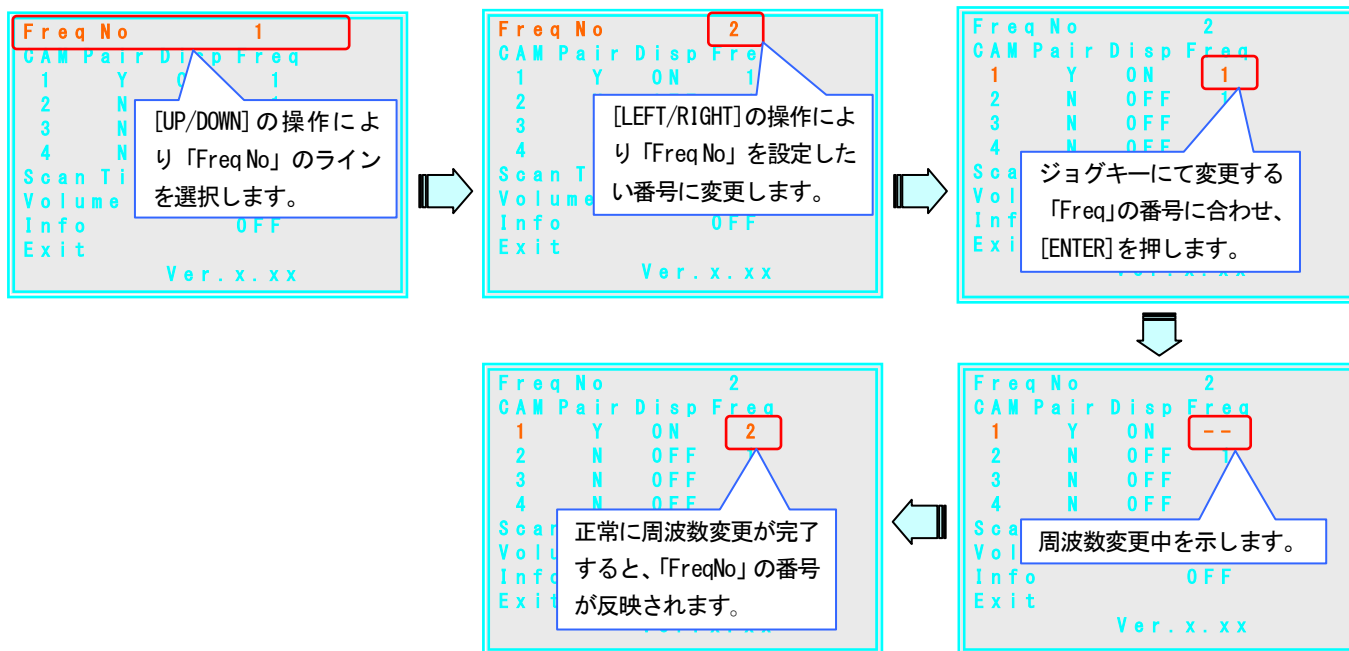 Freq No 1
CAM Pair Disp Freq
1 Y 1
2 N
3 N
4 N
Scan Ti
Volume
Info OFF
Exit
Ver.x.xx
[UP/DOWN]の操作によ
り「Freq No」のライン
を選択します。
Freq No 2
CAM Pair Disp Fre
1 Y ON 1
2
3
4
Scan T
Volume
Info OFF
Exit
Ver.x.xx
[LEFT/RIGHT]の操作によ
り「Freq No」を設定した
い番号に変更します。
Freq No 2
CAM Pair Disp Freq
1 Y ON 1
2 N OFF 1
3 N OFF
4 N OFF
Sca
Vol
Inf
Exi
ジョグキーにて変更する
「Freq」の番号に合わせ、
[ENTER]を押します。
Freq No 2
CAM Pair Disp Freq
1 Y ON --
2 N OFF 1
3 N OFF
4 N OFF
Sca
Vol
Info OFF
Exit
Ver.x.xx
周波数変更中を示します。
Freq No 2
CAM Pair Disp Freq
1 Y ON 2
2 N OFF
3 N OFF
4 N OFF
Scan
Volu
Info
Exit
正常に周波数変更が完了
すると、「FreqNo」の番号
が反映されます。